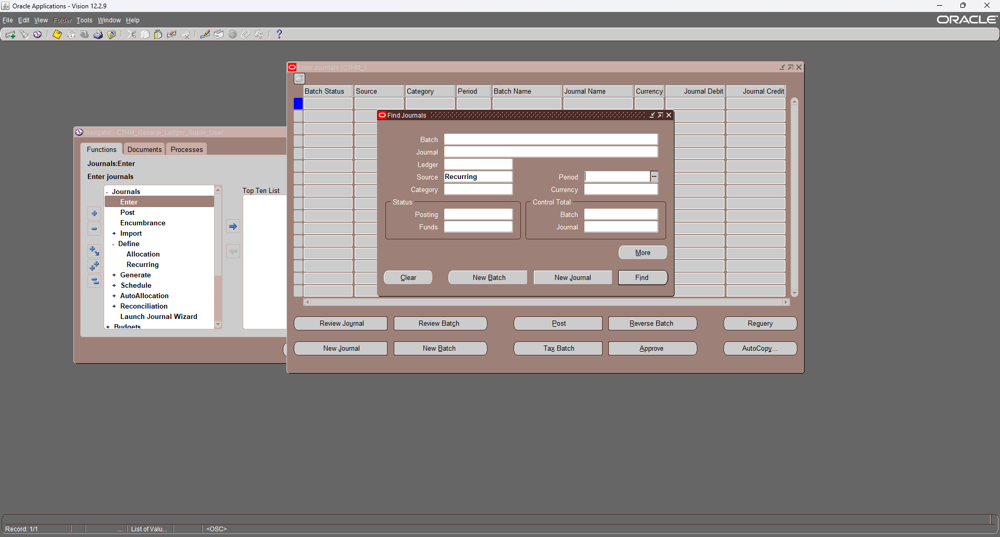 Oracle Applications - Vision 12.2.9
File Edit View Folder Tools Window Help
ORACLE
Enter Journals (CTHM_)
Batch Status Source Category Period Batch Name Journal Name Currency Journal Debit Journal Credit
Find Journals
Batch
Journal
Ledger
Source Recurring Period
Category Currency
Status Control Total
Posting Batch
Funds Journal
More
Clear New Batch New Journal Find
Review Journal Review Batch Post Reverse Batch Requery
New Journal New Batch Tax Batch Approve AutoCopy...
Navigator - CTHM_General_Ledger_Super_User
Functions Documents Processes
Journals:Enter
Enter journals
Top Ten List
- Journals
Enter
Post
Encumbrance
+ Import
- Define
Allocation
Recurring
+ Generate
+ Schedule
+ AutoAllocation
+ Reconciliation
Launch Journal Wizard
+ Budgets
Record: 1/1 ... List of Valu... <OSC>